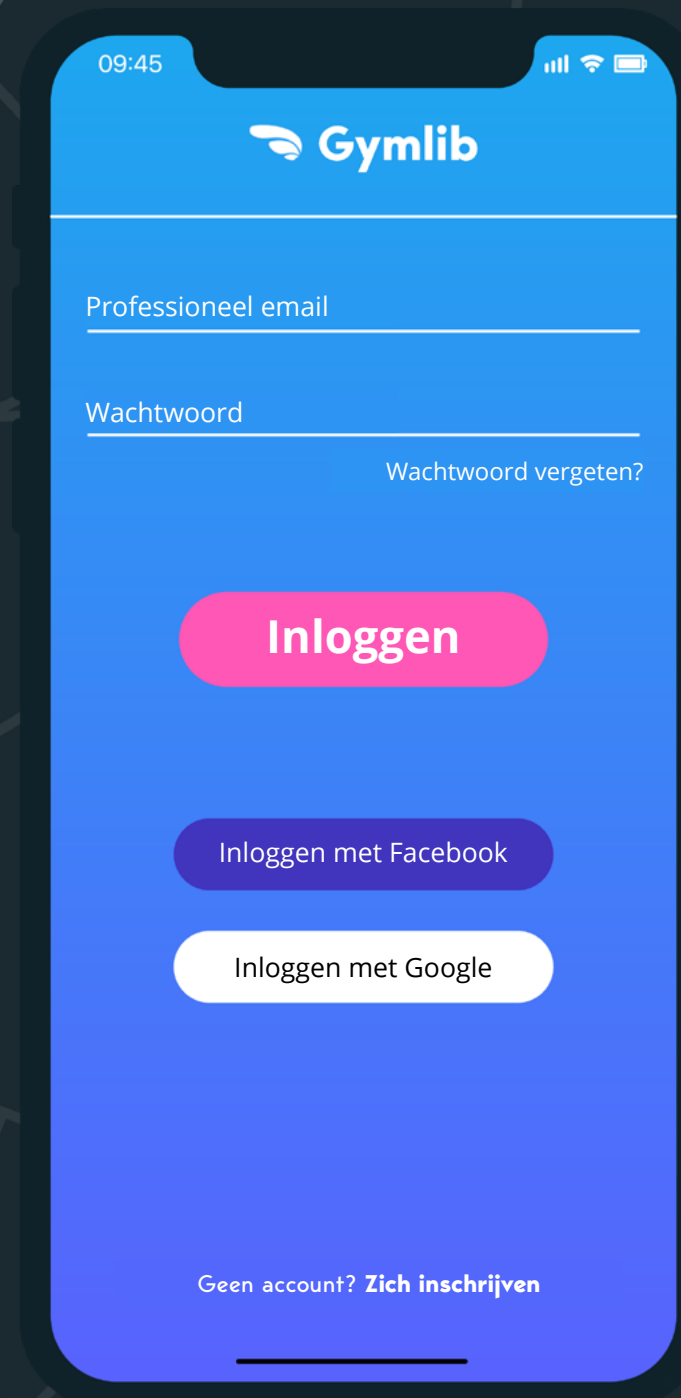 09:45
Gymlib
Professioneel email
Wachtwoord
Wachtwoord vergeten?
Inloggen
Inloggen met Facebook
Inloggen met Google
Geen account? Zich inschrijven